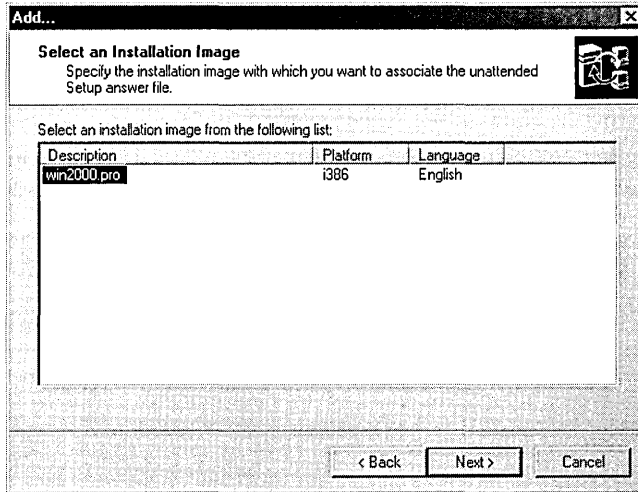 Add...
Select an Installation Image
Specify the installation image with which you want to associate the unattended
Setup answer file.
Select an installation image from the following list:
Description Platform Language
win2000.pro i386 English
< Back Next > Cancel